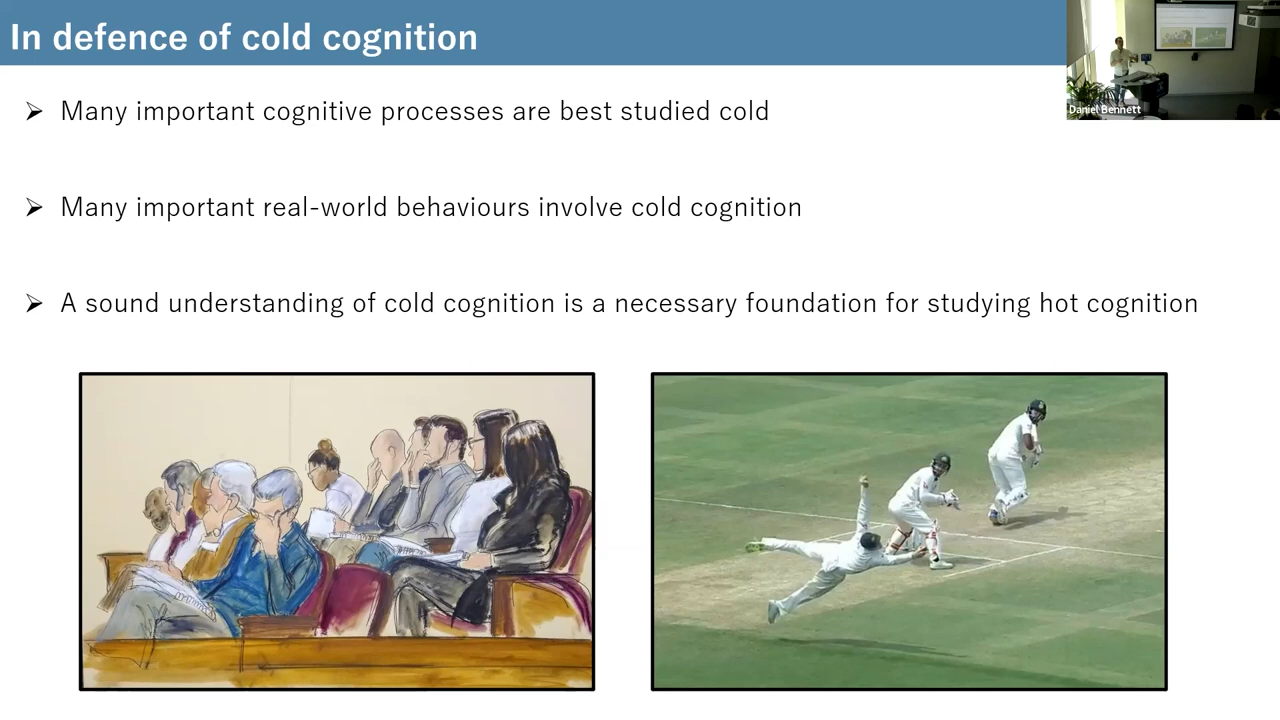 In defence of cold cognition
Daniel Bennett
➢ Many important cognitive processes are best studied cold
➢ Many important real-world behaviours involve cold cognition
➢ A sound understanding of cold cognition is a necessary foundation for studying hot cognition